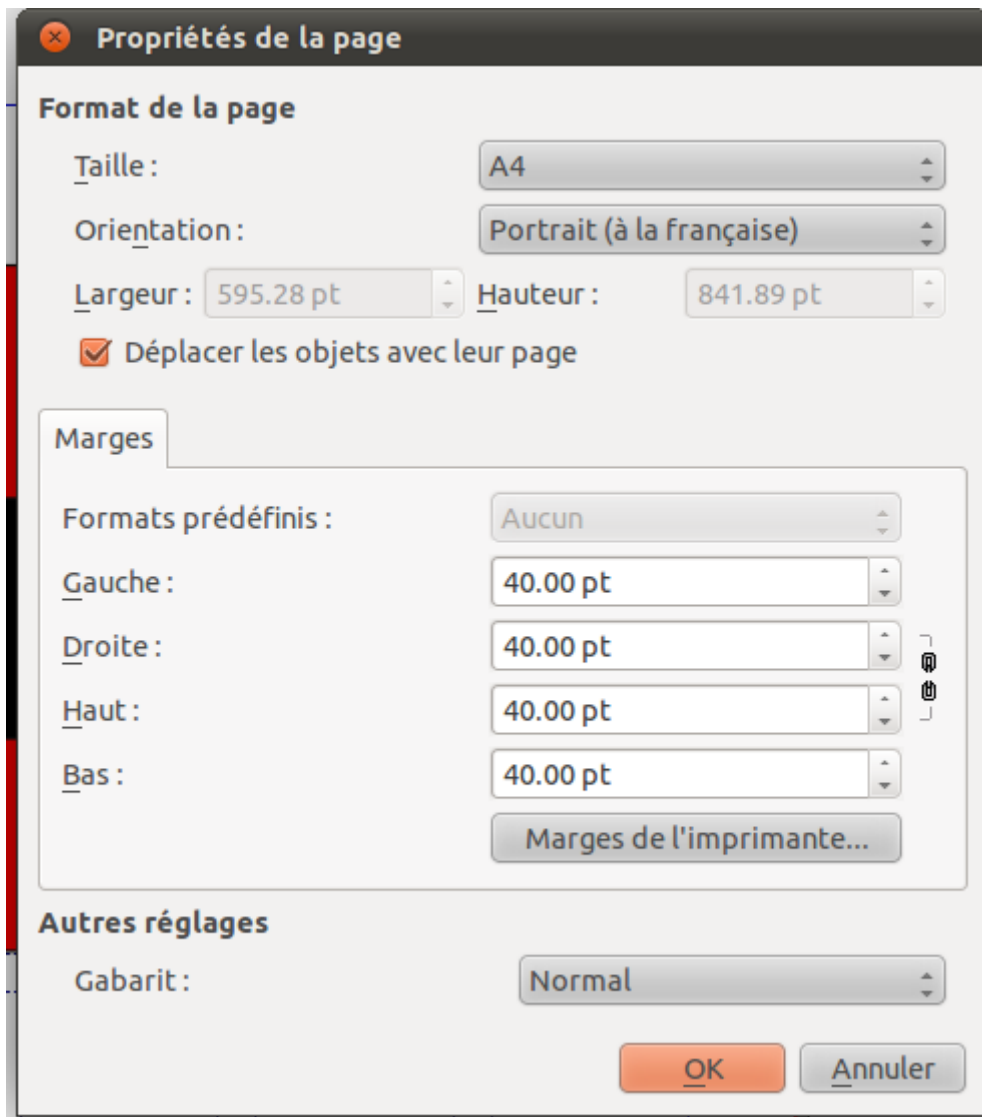 Propriétés de la page
Format de la page
Taille : A4
Orientation : Portrait (à la française)
Largeur : 595.28 pt Hauteur : 841.89 pt
Déplacer les objets avec leur page
Marges
Formats prédéfinis : Aucun
Gauche : 40.00 pt
Droite : 40.00 pt
Haut : 40.00 pt
Bas : 40.00 pt
Marges de l'imprimante...
Autres réglages
Gabarit : Normal
OK Annuler